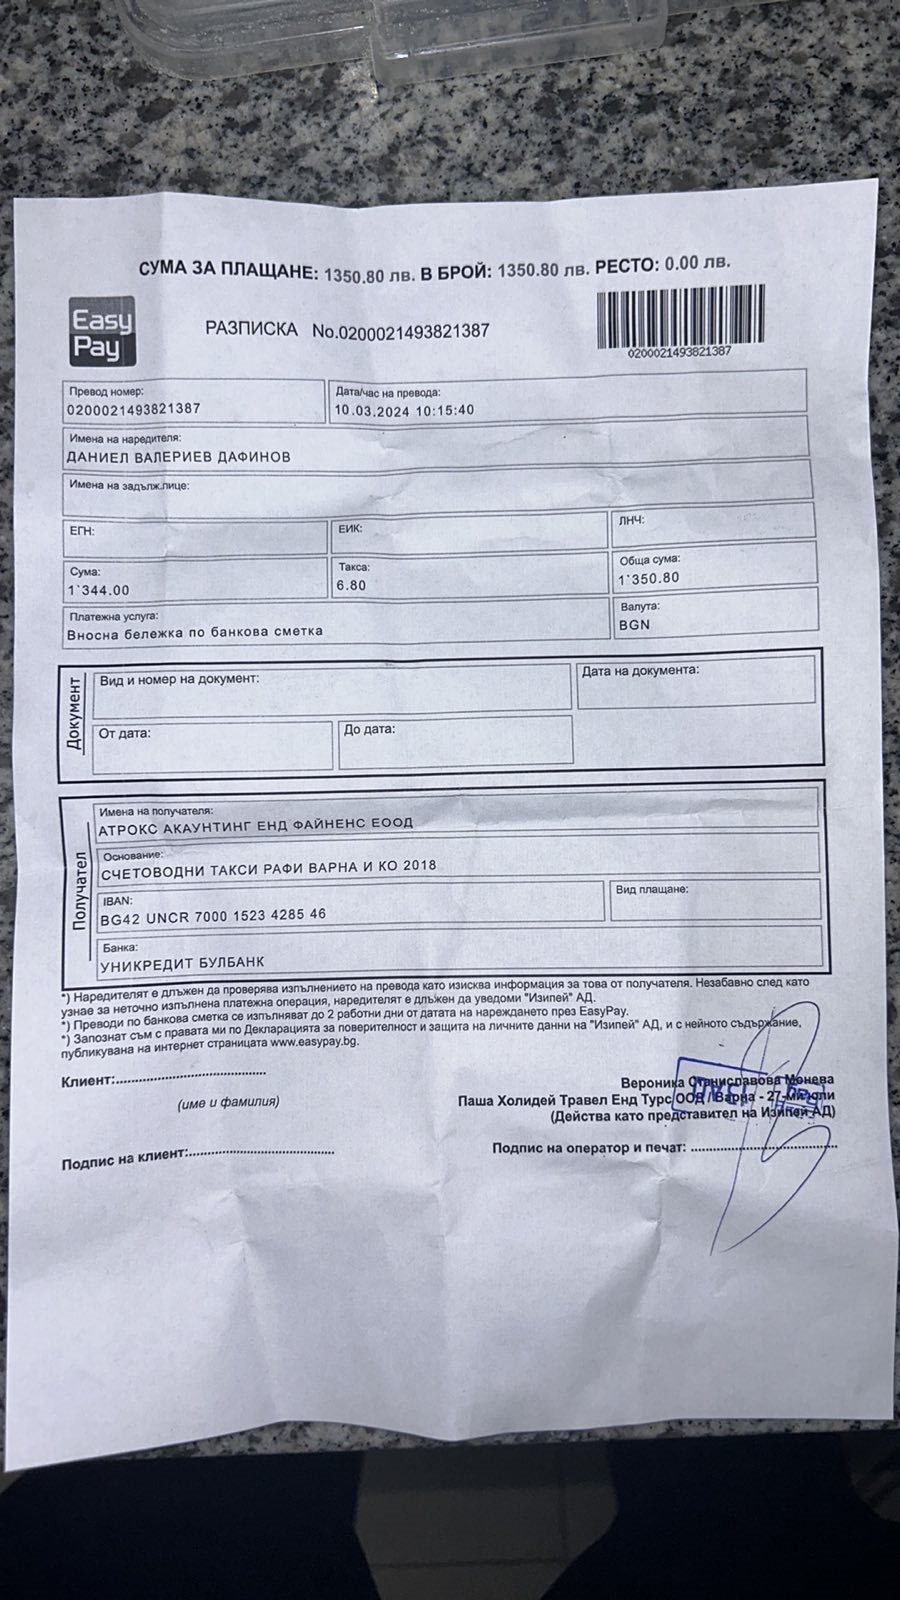 СУМА ЗА ПЛАЩАНЕ: 1350.80 лв. В БРОЙ: 1350.80 лв. РЕСТО: 0.00 лв.
Easy Pay
РАЗПИСКА No.0200021493821387
0200021493821387
Превод номер: Дата/час на превода:
0200021493821387 10.03.2024 10:15:40
Имена на наредителя:
ДАНИЕЛ ВАЛЕРИЕВ ДАФИНОВ
Имена на задълж.лице:
ЕГН: ЕИК: ЛНЧ:
Сума: Такса: Обща сума:
1`344.00 6.80 1`350.80
Платежна услуга: Валута:
Вносна бележка по банкова сметка BGN
Документ
Вид и номер на документ: Дата на документа:
От дата: До дата:
Получател
Имена на получателя:
АТРОКС АКАУНТИНГ ЕНД ФАЙНЕНС ЕООД
Основание:
СЧЕТОВОДНИ ТАКСИ РАФИ ВАРНА И КО 2018
IBAN: Вид плащане:
BG42 UNCR 7000 1523 4285 46
Банка:
УНИКРЕДИТ БУЛБАНК
*) Наредителят е длъжен да проверява изпълнението на превода като изисква информация за това от получателя. Незабавно след като
узнае за неточно изпълнена платежна операция, наредителят е длъжен да уведоми "Изипей" АД.
*) Преводи по банкова сметка се изпълняват до 2 работни дни от датата на нареждането през EasyPay.
*) Запознат съм с правата ми по Декларацията за поверителност и защита на личните данни на "Изипей" АД, и с нейното съдържание,
публикувана на интернет страницата www.easypay.bg.
Клиент:
(име и фамилия)
Подпис на клиент:
Вероника Станиславова Монева
Паша Холидей Травел Енд Турс ООД Варна - 27-ми юли
(Действа като представител на Изипей АД)
Подпис на оператор и печат: